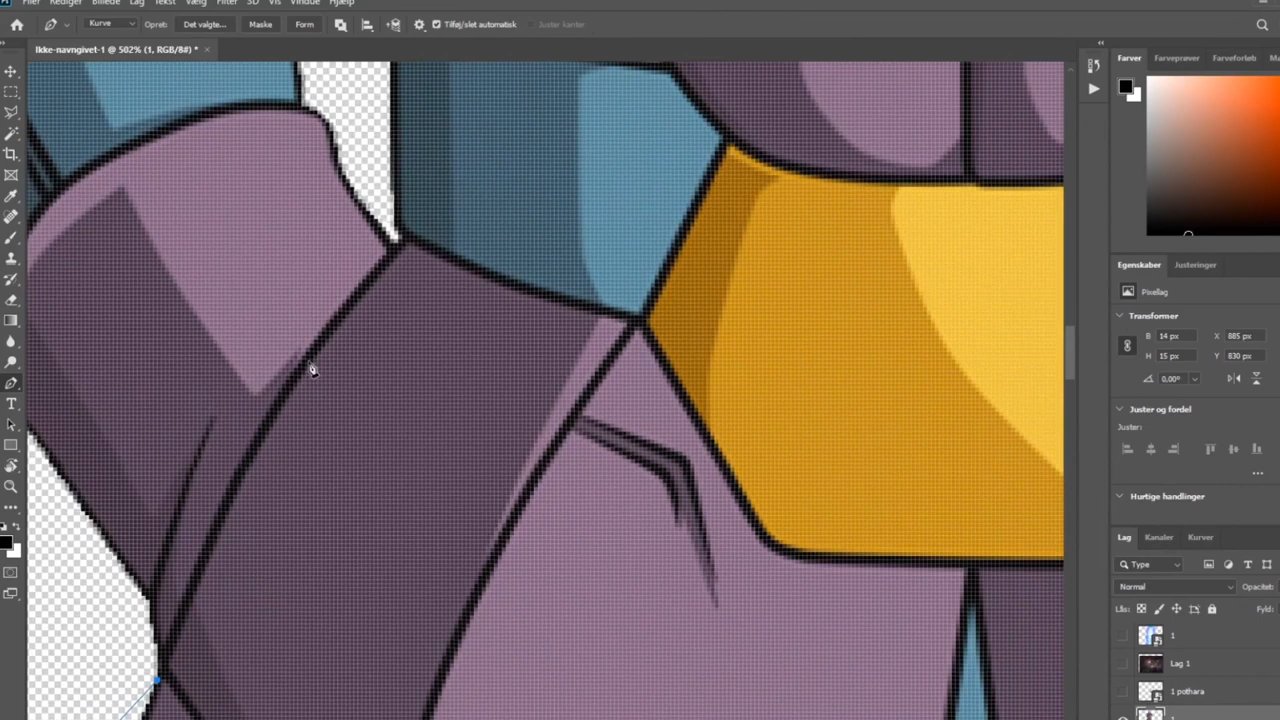 Ps Filer Rediger Billede Lag Tekst Vælg Filter 3D Vis Vindue Hjælp
Kurve Opret: Det valgte... Maske Form Tilføj/slet automatisk Juster kanter
Ikke-navngivet-1 @ 502% (1, RGB/8#) * ×
Farver Farveprøver Farveforløb
Egenskaber Justeringer
Pixellag
Transformer
B 14 px X 885 px
H 15 px Y 830 px
0,00°
Juster og fordel
Juster:
Hurtige handlinger
Lag Kanaler Kurver
Type
Normal Opacitet:
Lås: Fyld:
1
Lag 1
1 pothara